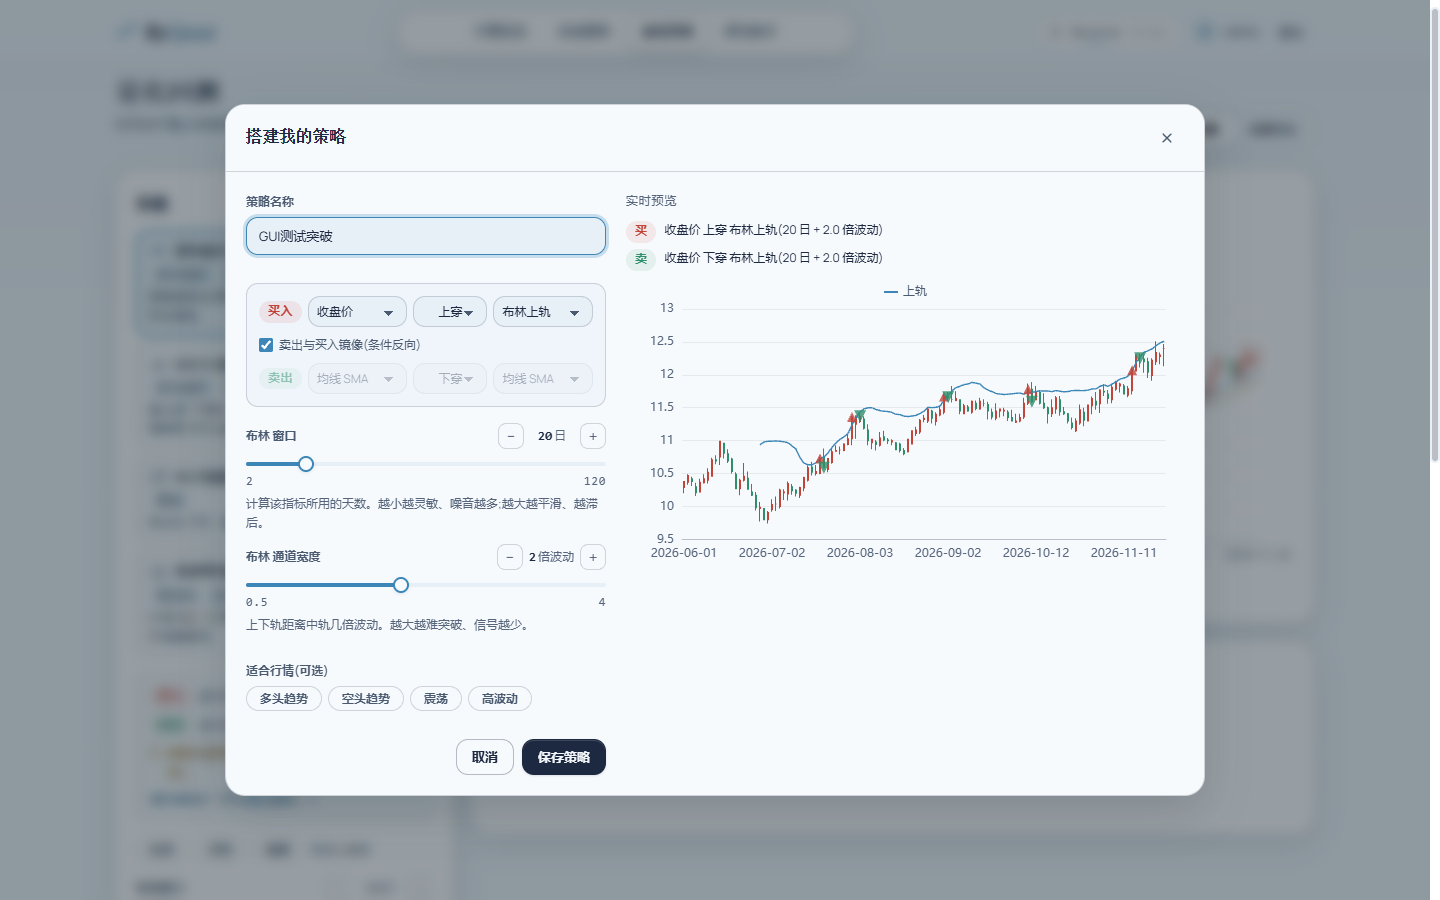 搭建我的策略
×
策略名称
GUI测试突破
买入 收盘价 上穿 布林上轨
卖出与买入镜像(条件反向)
卖出 均线 SMA 下穿 均线 SMA
布林 窗口 − 20 日 +
2 120
计算该指标所用的天数。越小越灵敏、噪音越多;越大越平滑、越滞
后。
布林 通道宽度 − 2 倍波动 +
0.5 4
上下轨距离中轨几倍波动。越大越难突破、信号越少。
适合行情(可选)
多头趋势 空头趋势 震荡 高波动
取消 保存策略
实时预览
买 收盘价 上穿 布林上轨(20 日 + 2.0 倍波动)
卖 收盘价 下穿 布林上轨(20 日 + 2.0 倍波动)
上轨
13
12.5
12
11.5
11
10.5
10
9.5
2026-06-01 2026-07-02 2026-08-03 2026-09-02 2026-10-12 2026-11-11